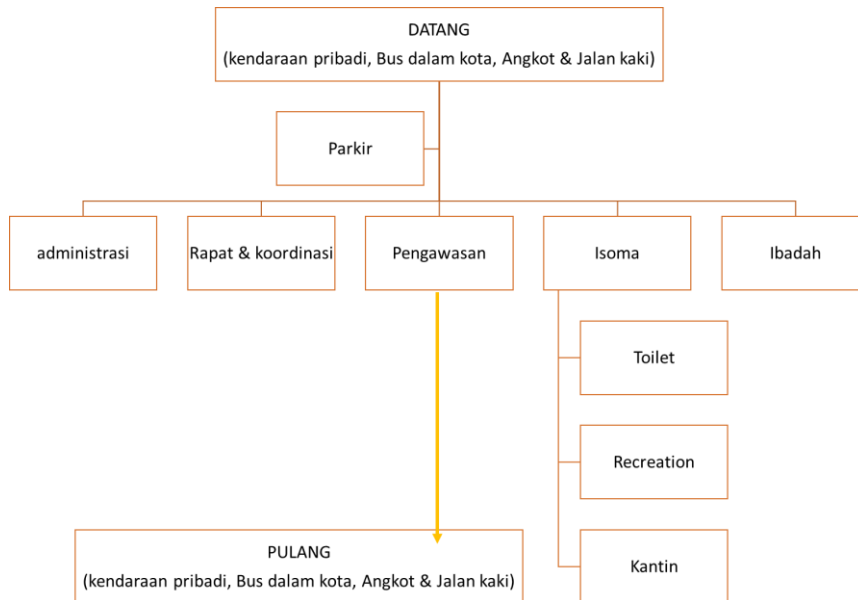 DATANG
(kendaraan pribadi, Bus dalam kota, Angkot & Jalan kaki)
Parkir
administrasi
Rapat & koordinasi
Pengawasan
Isoma
Ibadah
Toilet
Recreation
Kantin
PULANG
(kendaraan pribadi, Bus dalam kota, Angkot & Jalan kaki)